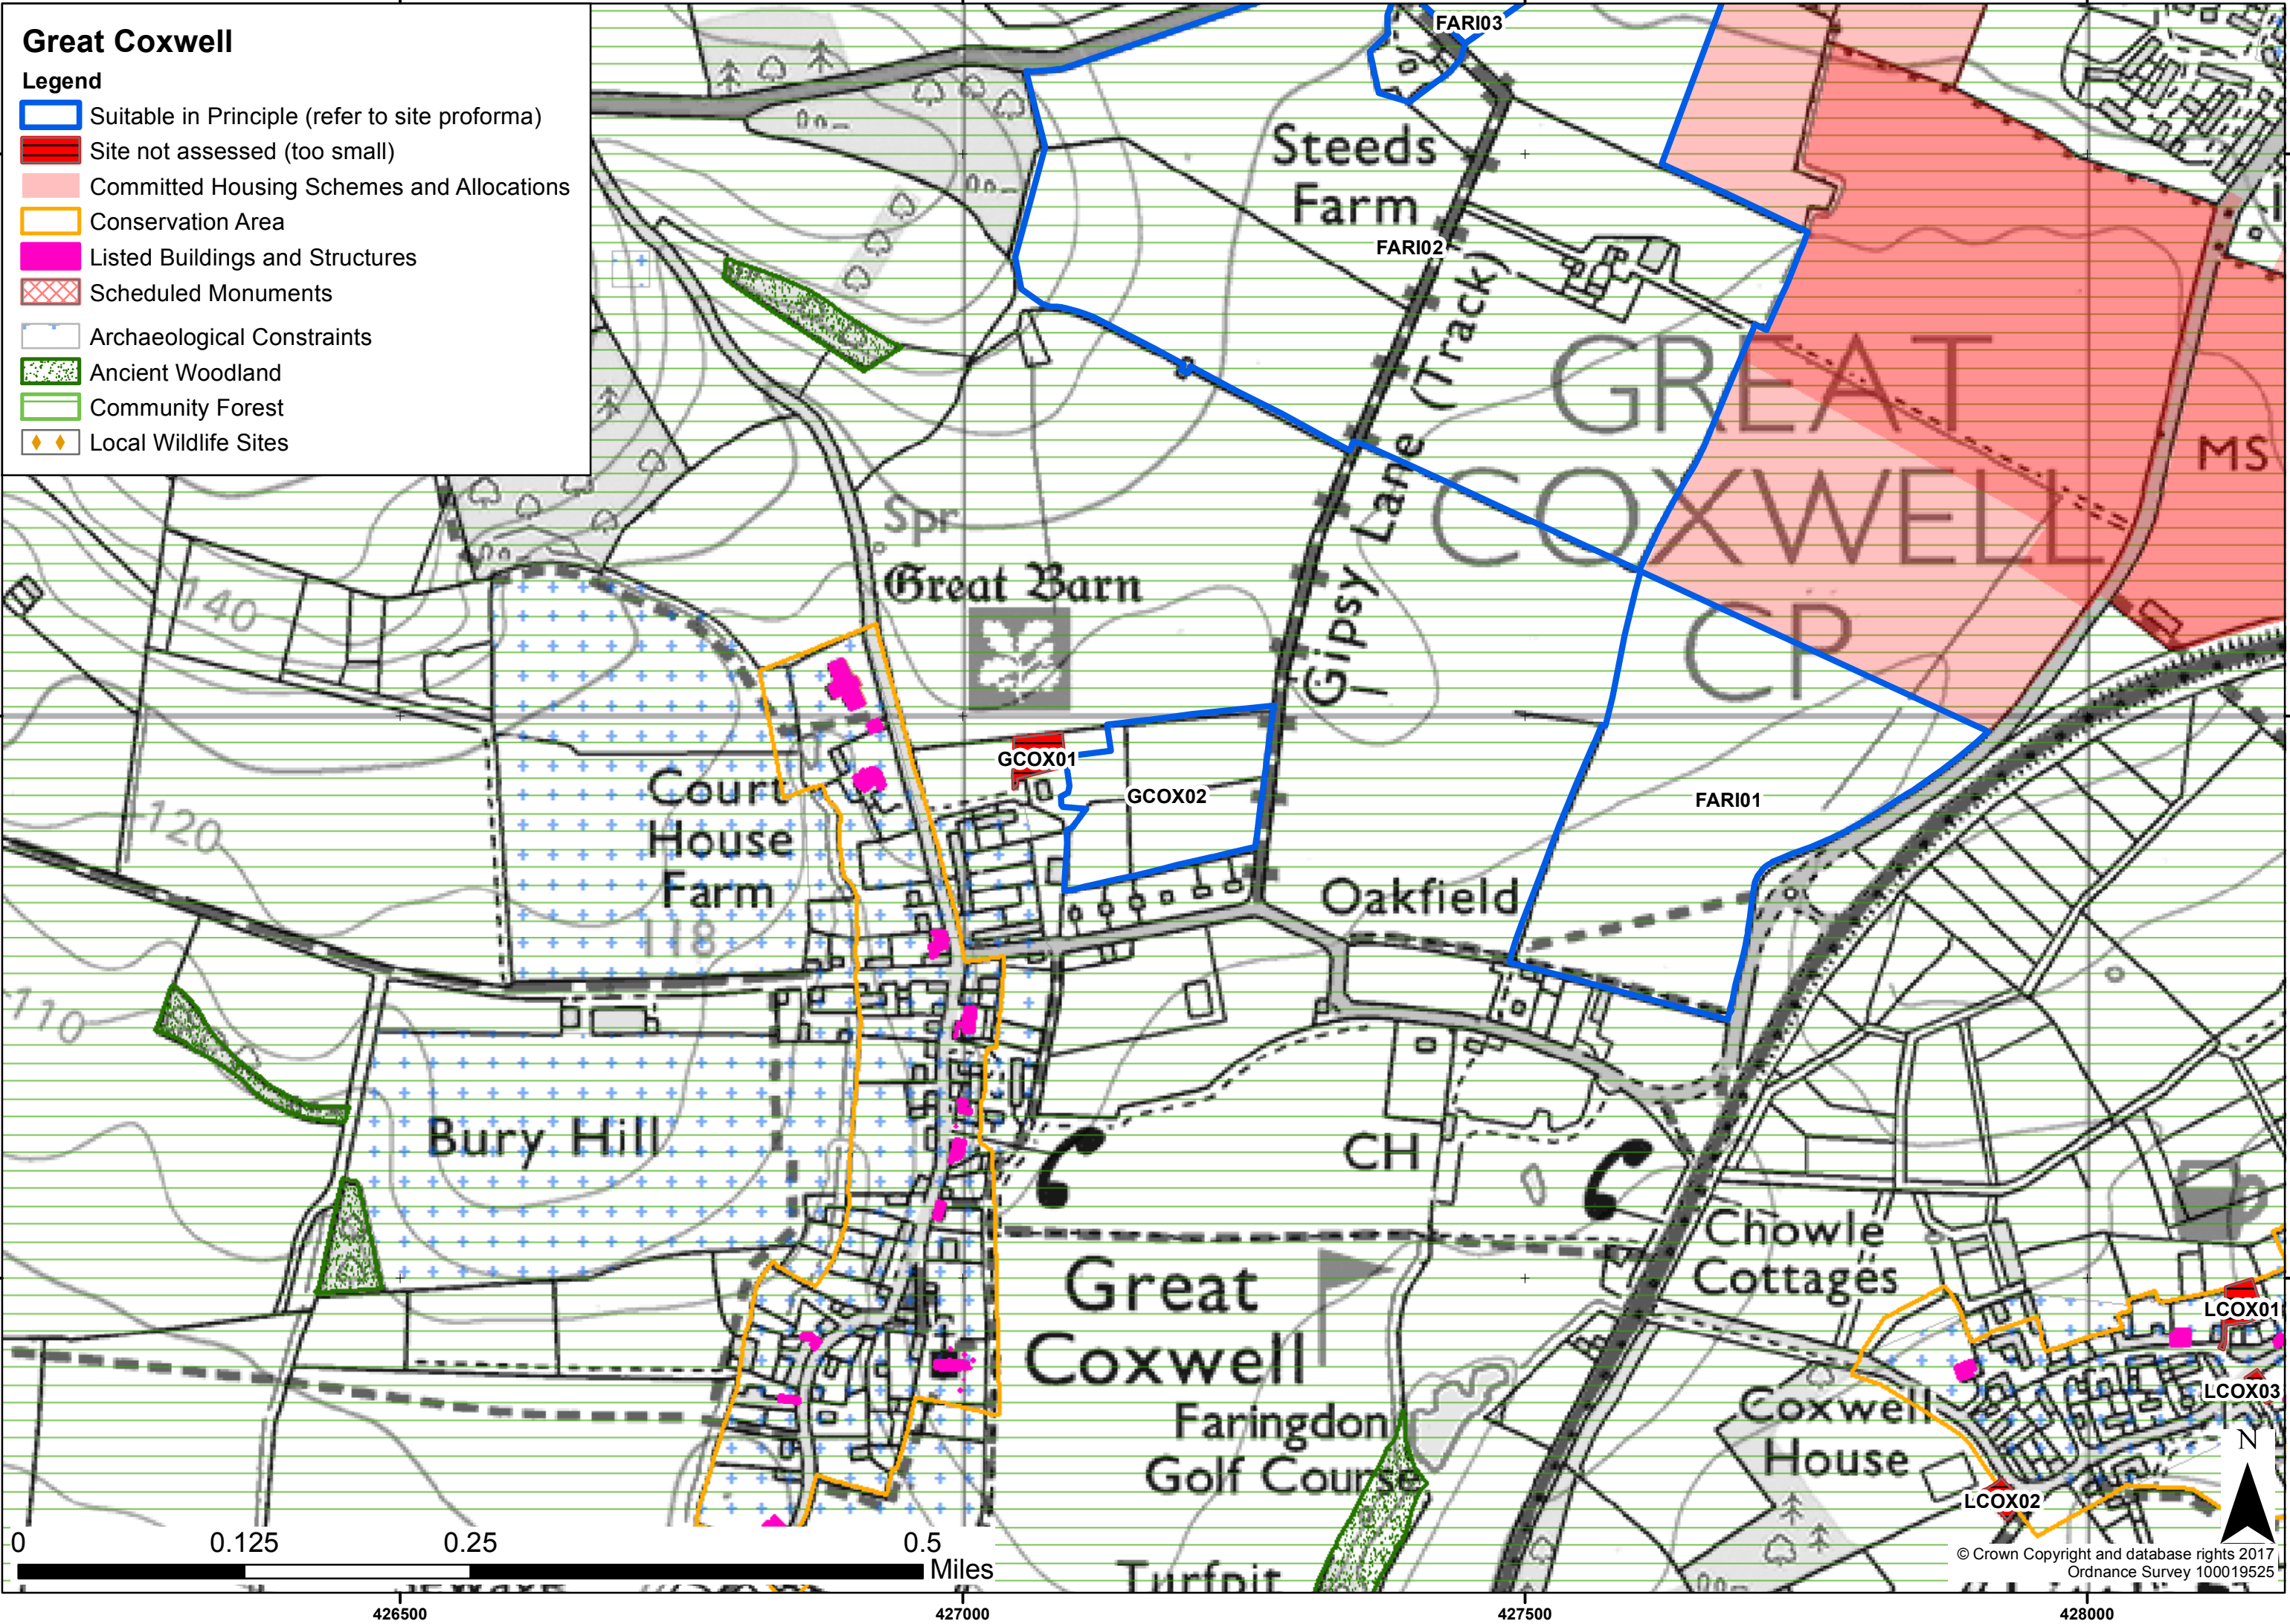 Great Coxwell
Legend
Suitable in Principle (refer to site proforma)
Site not assessed (too small)
Committed Housing Schemes and Allocations
Conservation Area
Listed Buildings and Structures
Scheduled Monuments
Archaeological Constraints
Ancient Woodland
Community Forest
Local Wildlife Sites
FARI03
Steeds
Farm
FARI02
Gipsy Lane (Track)
GREAT
COXWELL
CP
MS
Spr
Great Barn
140
GCOX01
GCOX02
FARI01
Court
House
Farm
120
118
Oakfield
110
Bury Hill
CH
Chowle
Cottages
Great
Coxwell
LCOX01
LCOX03
Faringdon
Golf Course
Coxwell
House
LCOX02
N
Turfpit
0 0.125 0.25 0.5
Miles
© Crown Copyright and database rights 2017
Ordnance Survey 100019525
426500 427000 427500 428000